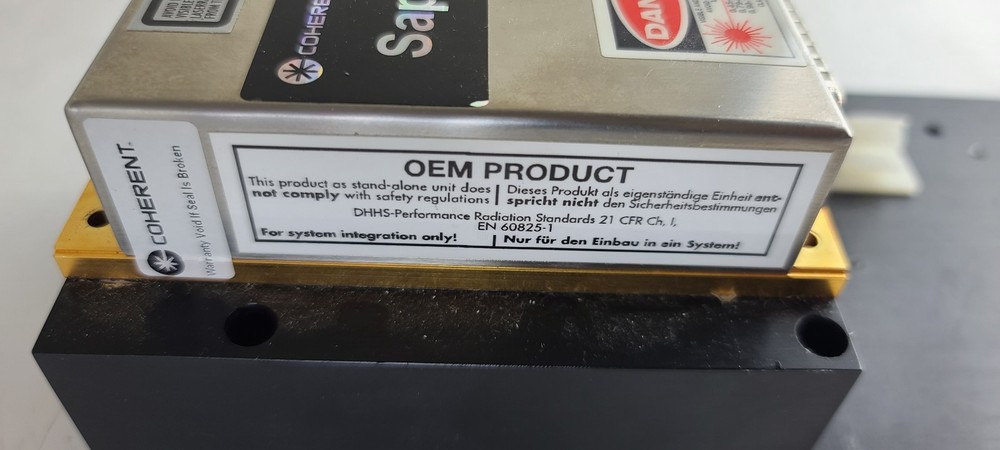 COHERE
Sap
DAN
OEM PRODUCT
This product as stand-alone unit does
not comply with safety regulations
Dieses Produkt als eigenständige Einheit ent-
spricht nicht den Sicherheitsbestimmungen
DHHS-Performance Radiation Standards 21 CFR Ch, I,
EN 60825-1
For system integration only!
Nur für den Einbau in ein System!
COHERENT
Warranty Void If Seal Is Broken